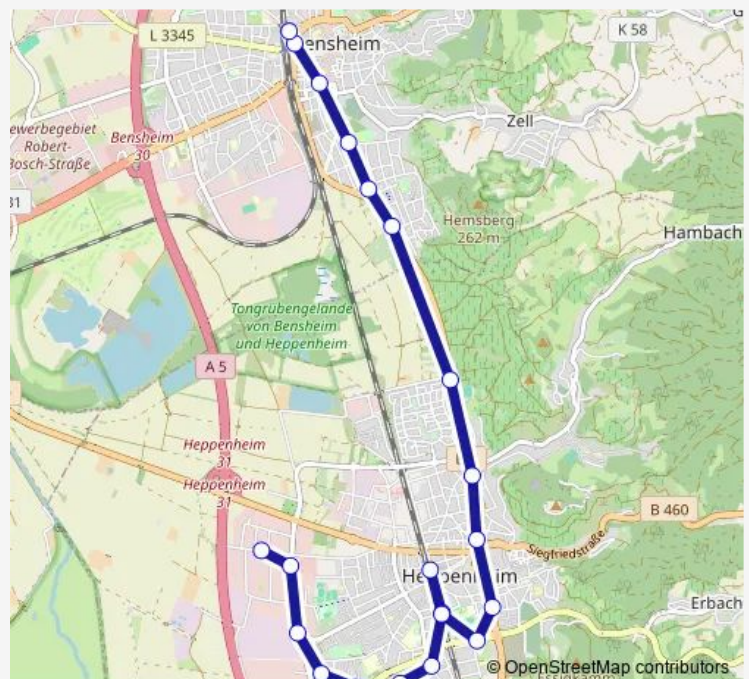 L 3345
ensheim
K 58
G
ewerbegebiet
Robert-
Bosch-Straße
Bensheim
30
Zell
31
Hemsberg
262 m
Hambach
Tongrubengelände
von Bensheim
und Heppenheim
A 5
Heppenheim
31
Heppenheim
31
B 460
Siegfriedstraße
Heppenheim
Erbach
© OpenStreetMap contributors